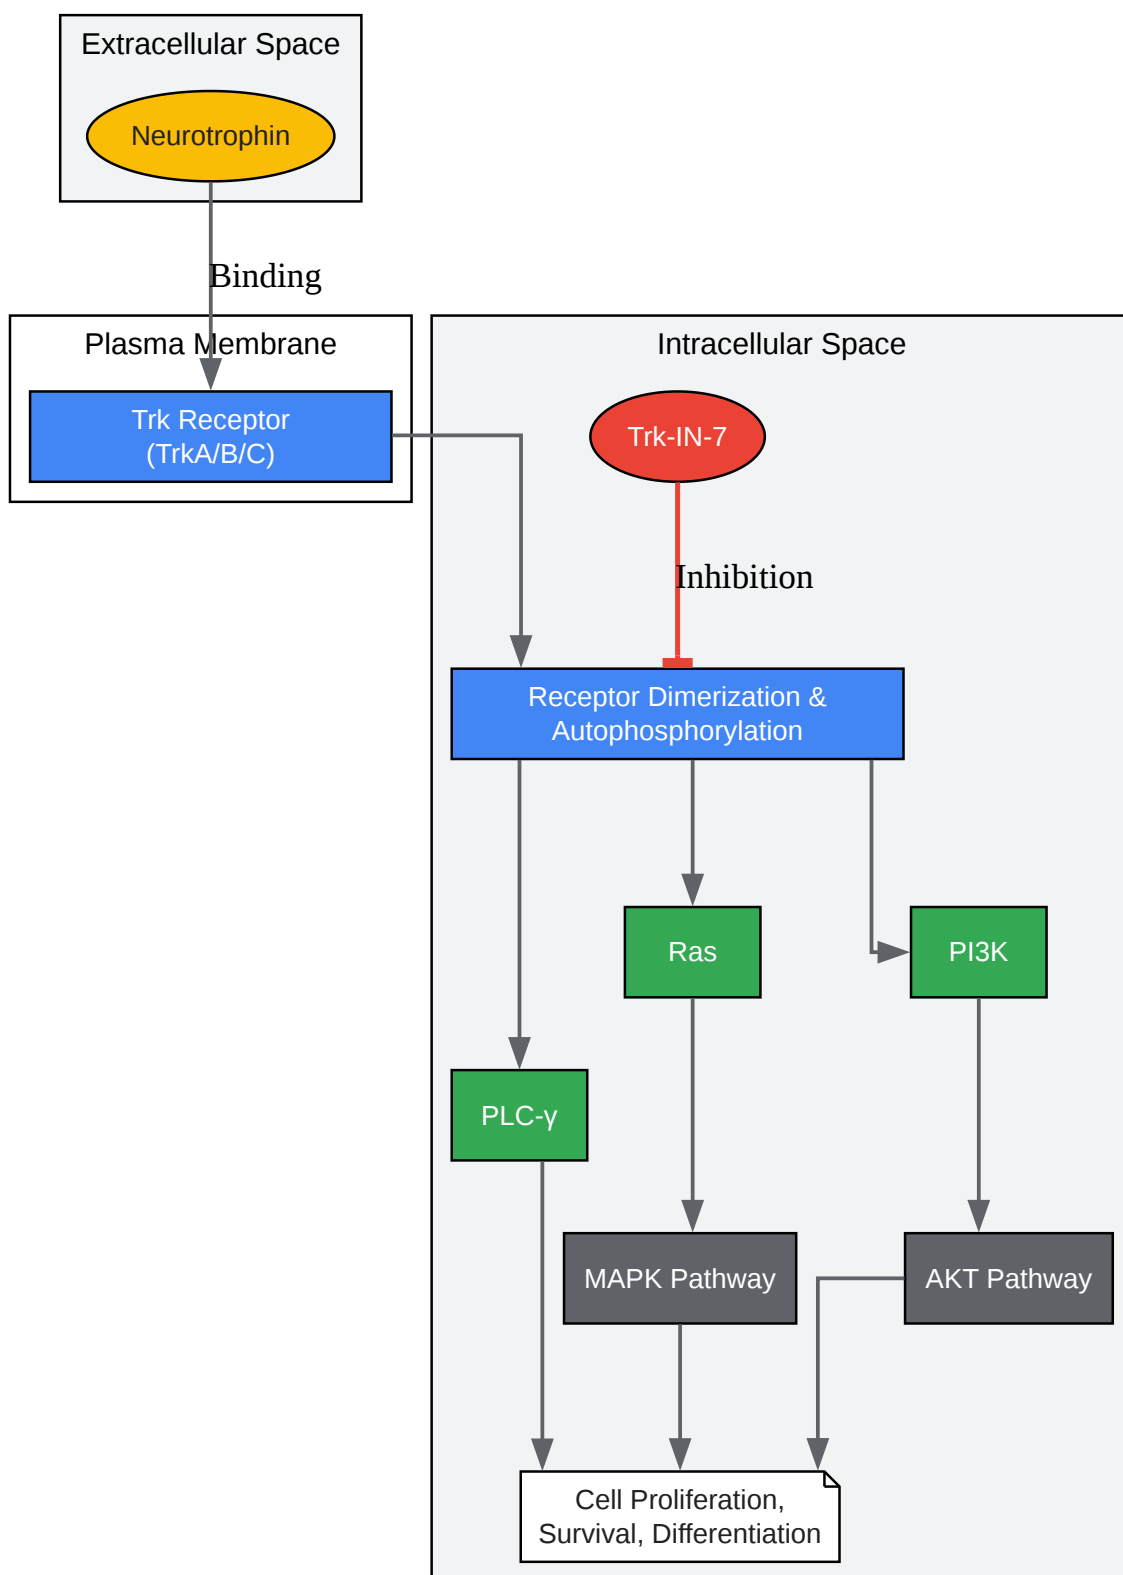 Extracellular Space
Neurotrophin
Binding
Plasma Membrane
Trk Receptor
(TrkA/B/C)
Intracellular Space
Trk-IN-7
Inhibition
Receptor Dimerization &
Autophosphorylation
Ras
PI3K
PLC-γ
MAPK Pathway
AKT Pathway
Cell Proliferation,
Survival, Differentiation